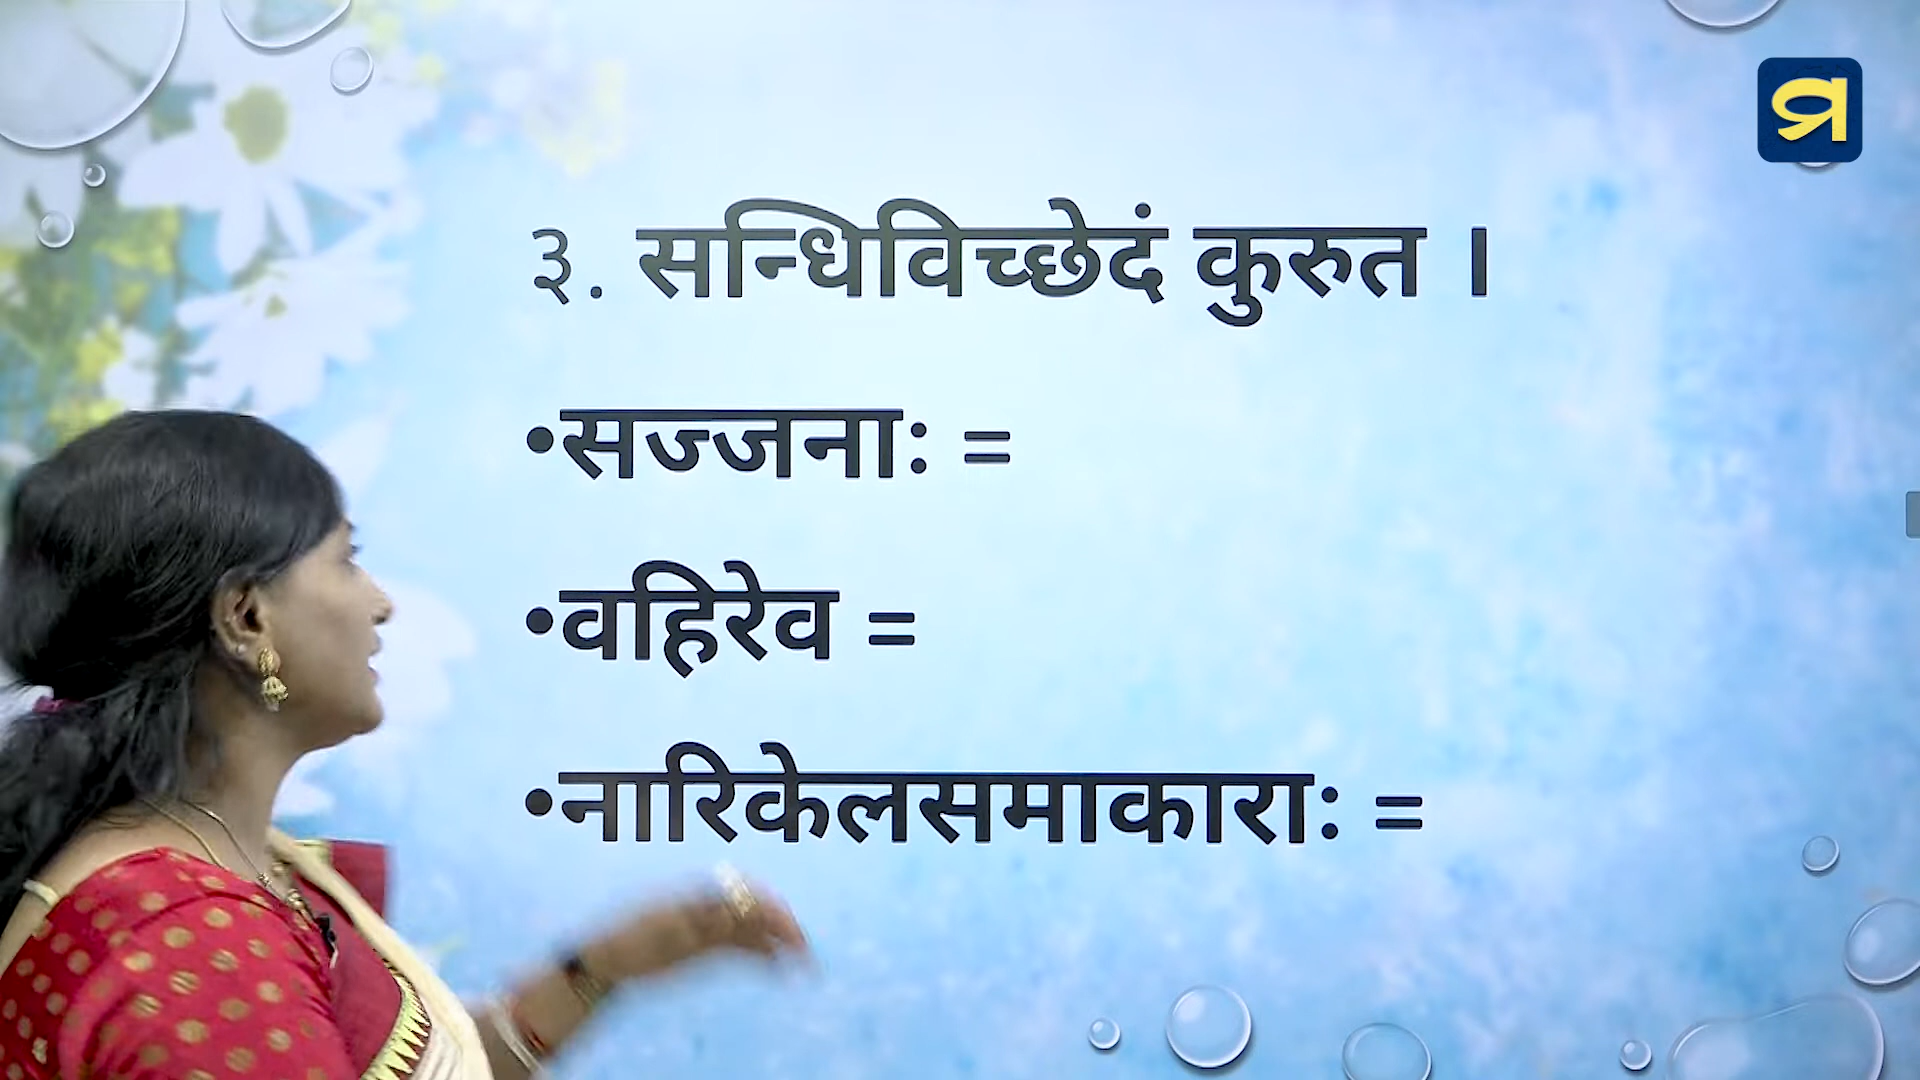 ३. सन्धिविच्छेदं कुरुत ।
•सज्जनाः =
•वहिरेव =
•नारिकेलसमाकाराः =